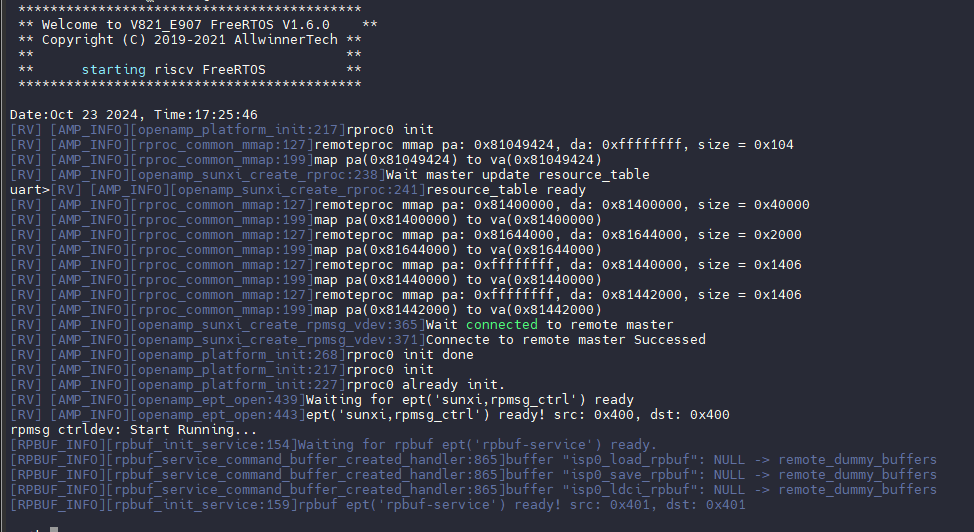 *******************************************
** Welcome to V821_E907 FreeRTOS V1.6.0    **
** Copyright (C) 2019-2021 AllwinnerTech **
**                                       **
**      starting riscv FreeRTOS          **
*******************************************
Date:Oct 23 2024, Time:17:25:46
[RV] [AMP_INFO][openamp_platform_init:217]rproc0 init
[RV] [AMP_INFO][rproc_common_mmap:127]remoteproc mmap pa: 0x81049424, da: 0xffffffff, size = 0x104
[RV] [AMP_INFO][rproc_common_mmap:199]map pa(0x81049424) to va(0x81049424)
[RV] [AMP_INFO][openamp_sunxi_create_rproc:238]Wait master update resource_table
uart>[RV] [AMP_INFO][openamp_sunxi_create_rproc:241]resource_table ready
[RV] [AMP_INFO][rproc_common_mmap:127]remoteproc mmap pa: 0x81400000, da: 0x81400000, size = 0x40000
[RV] [AMP_INFO][rproc_common_mmap:199]map pa(0x81400000) to va(0x81400000)
[RV] [AMP_INFO][rproc_common_mmap:127]remoteproc mmap pa: 0x81644000, da: 0x81644000, size = 0x2000
[RV] [AMP_INFO][rproc_common_mmap:199]map pa(0x81644000) to va(0x81644000)
[RV] [AMP_INFO][rproc_common_mmap:127]remoteproc mmap pa: 0xffffffff, da: 0x81440000, size = 0x1406
[RV] [AMP_INFO][rproc_common_mmap:199]map pa(0x81440000) to va(0x81440000)
[RV] [AMP_INFO][rproc_common_mmap:127]remoteproc mmap pa: 0xffffffff, da: 0x81442000, size = 0x1406
[RV] [AMP_INFO][rproc_common_mmap:199]map pa(0x81442000) to va(0x81442000)
[RV] [AMP_INFO][openamp_sunxi_create_rpmsg_vdev:365]Wait connected to remote master
[RV] [AMP_INFO][openamp_sunxi_create_rpmsg_vdev:371]Connecte to remote master Successed
[RV] [AMP_INFO][openamp_platform_init:268]rproc0 init done
[RV] [AMP_INFO][openamp_platform_init:217]rproc0 init
[RV] [AMP_INFO][openamp_platform_init:227]rproc0 already init.
[RV] [AMP_INFO][openamp_ept_open:439]Waiting for ept('sunxi,rpmsg_ctrl') ready
[RV] [AMP_INFO][openamp_ept_open:443]ept('sunxi,rpmsg_ctrl') ready! src: 0x400, dst: 0x400
rpmsg ctrldev: Start Running...
[RPBUF_INFO][rpbuf_init_service:154]Waiting for rpbuf ept('rpbuf-service') ready.
[RPBUF_INFO][rpbuf_service_command_buffer_created_handler:865]buffer "isp0_load_rpbuf": NULL -> remote_dummy_buffers
[RPBUF_INFO][rpbuf_service_command_buffer_created_handler:865]buffer "isp0_save_rpbuf": NULL -> remote_dummy_buffers
[RPBUF_INFO][rpbuf_service_command_buffer_created_handler:865]buffer "isp0_ldci_rpbuf": NULL -> remote_dummy_buffers
[RPBUF_INFO][rpbuf_init_service:159]rpbuf ept('rpbuf-service') ready! src: 0x401, dst: 0x401